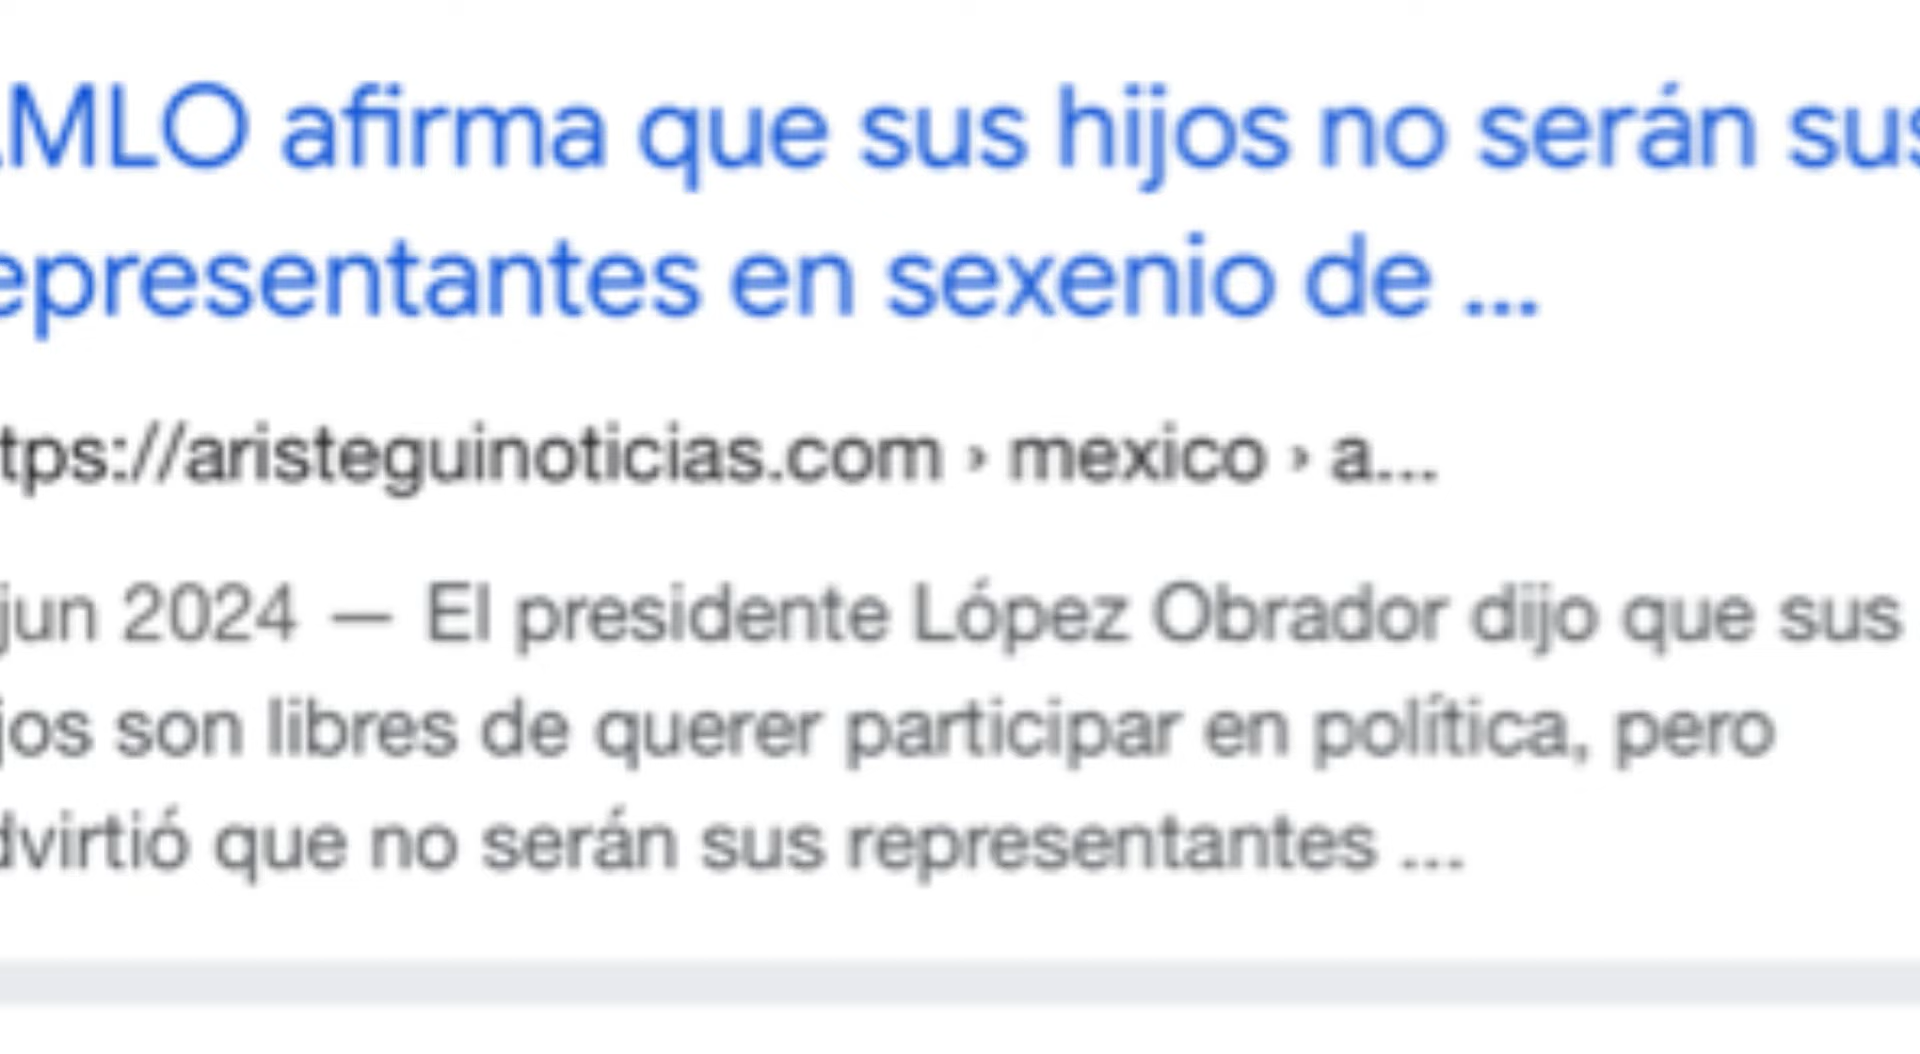 AMLO afirma que sus hijos no serán sus
epresentantes en sexenio de ...
tps://aristeguinoticias.com › mexico › a...
jun 2024 — El presidente López Obrador dijo que sus
jos son libres de querer participar en política, pero
dvirtió que no serán sus representantes ...